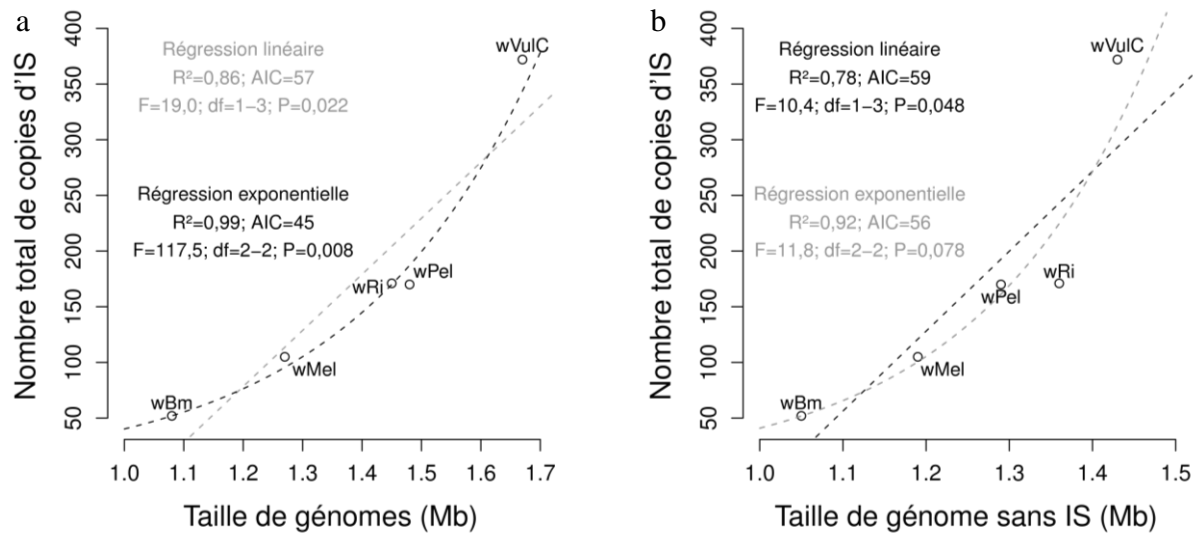 a
Nombre total de copies d'IS
400
350
300
250
200
150
100
50
Régression linéaire
R²=0,86; AIC=57
F=19,0; df=1−3; P=0,022
Régression exponentielle
R²=0,99; AIC=45
F=117,5; df=2−2; P=0,008
wVulC
wRi
wPel
wMel
wBm
1.0 1.1 1.2 1.3 1.4 1.5 1.6 1.7
Taille de génomes (Mb)
b
Nombre total de copies d'IS
400
350
300
250
200
150
100
50
Régression linéaire
R²=0,78; AIC=59
F=10,4; df=1−3; P=0,048
Régression exponentielle
R²=0,92; AIC=56
F=11,8; df=2−2; P=0,078
wVulC
wRi
wPel
wMel
wBm
1.0 1.1 1.2 1.3 1.4 1.5
Taille de génome sans IS (Mb)